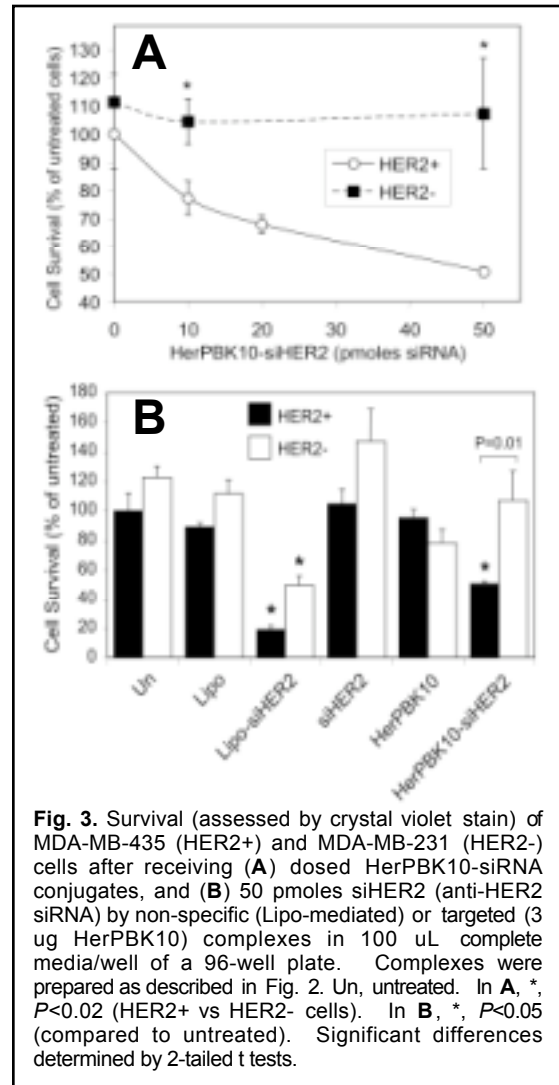 A
Cell Survival (% of untreated cells)
130
120
110
100
90
80
70
60
50
40
*
*
HER2+
HER2-
0
10
20
30
40
50
HerPBK10-siHER2 (pmoles siRNA)
B
Cell Survival (% of untreated)
180
160
140
120
100
80
60
40
20
0
HER2+
HER2-
P=0.01
*
*
*
Un
Lipo
Lipo-siHER2
siHER2
HerPBK10
HerPBK10-siHER2
Fig. 3. Survival (assessed by crystal violet stain) of
MDA-MB-435 (HER2+) and MDA-MB-231 (HER2-)
cells after receiving (A) dosed HerPBK10-siRNA
conjugates, and (B) 50 pmoles siHER2 (anti-HER2
siRNA) by non-specific (Lipo-mediated) or targeted (3
ug HerPBK10) complexes in 100 uL complete
media/well of a 96-well plate. Complexes were
prepared as described in Fig. 2. Un, untreated. In A, *,
P<0.02 (HER2+ vs HER2- cells). In B, *, P<0.05
(compared to untreated). Significant differences
determined by 2-tailed t tests.